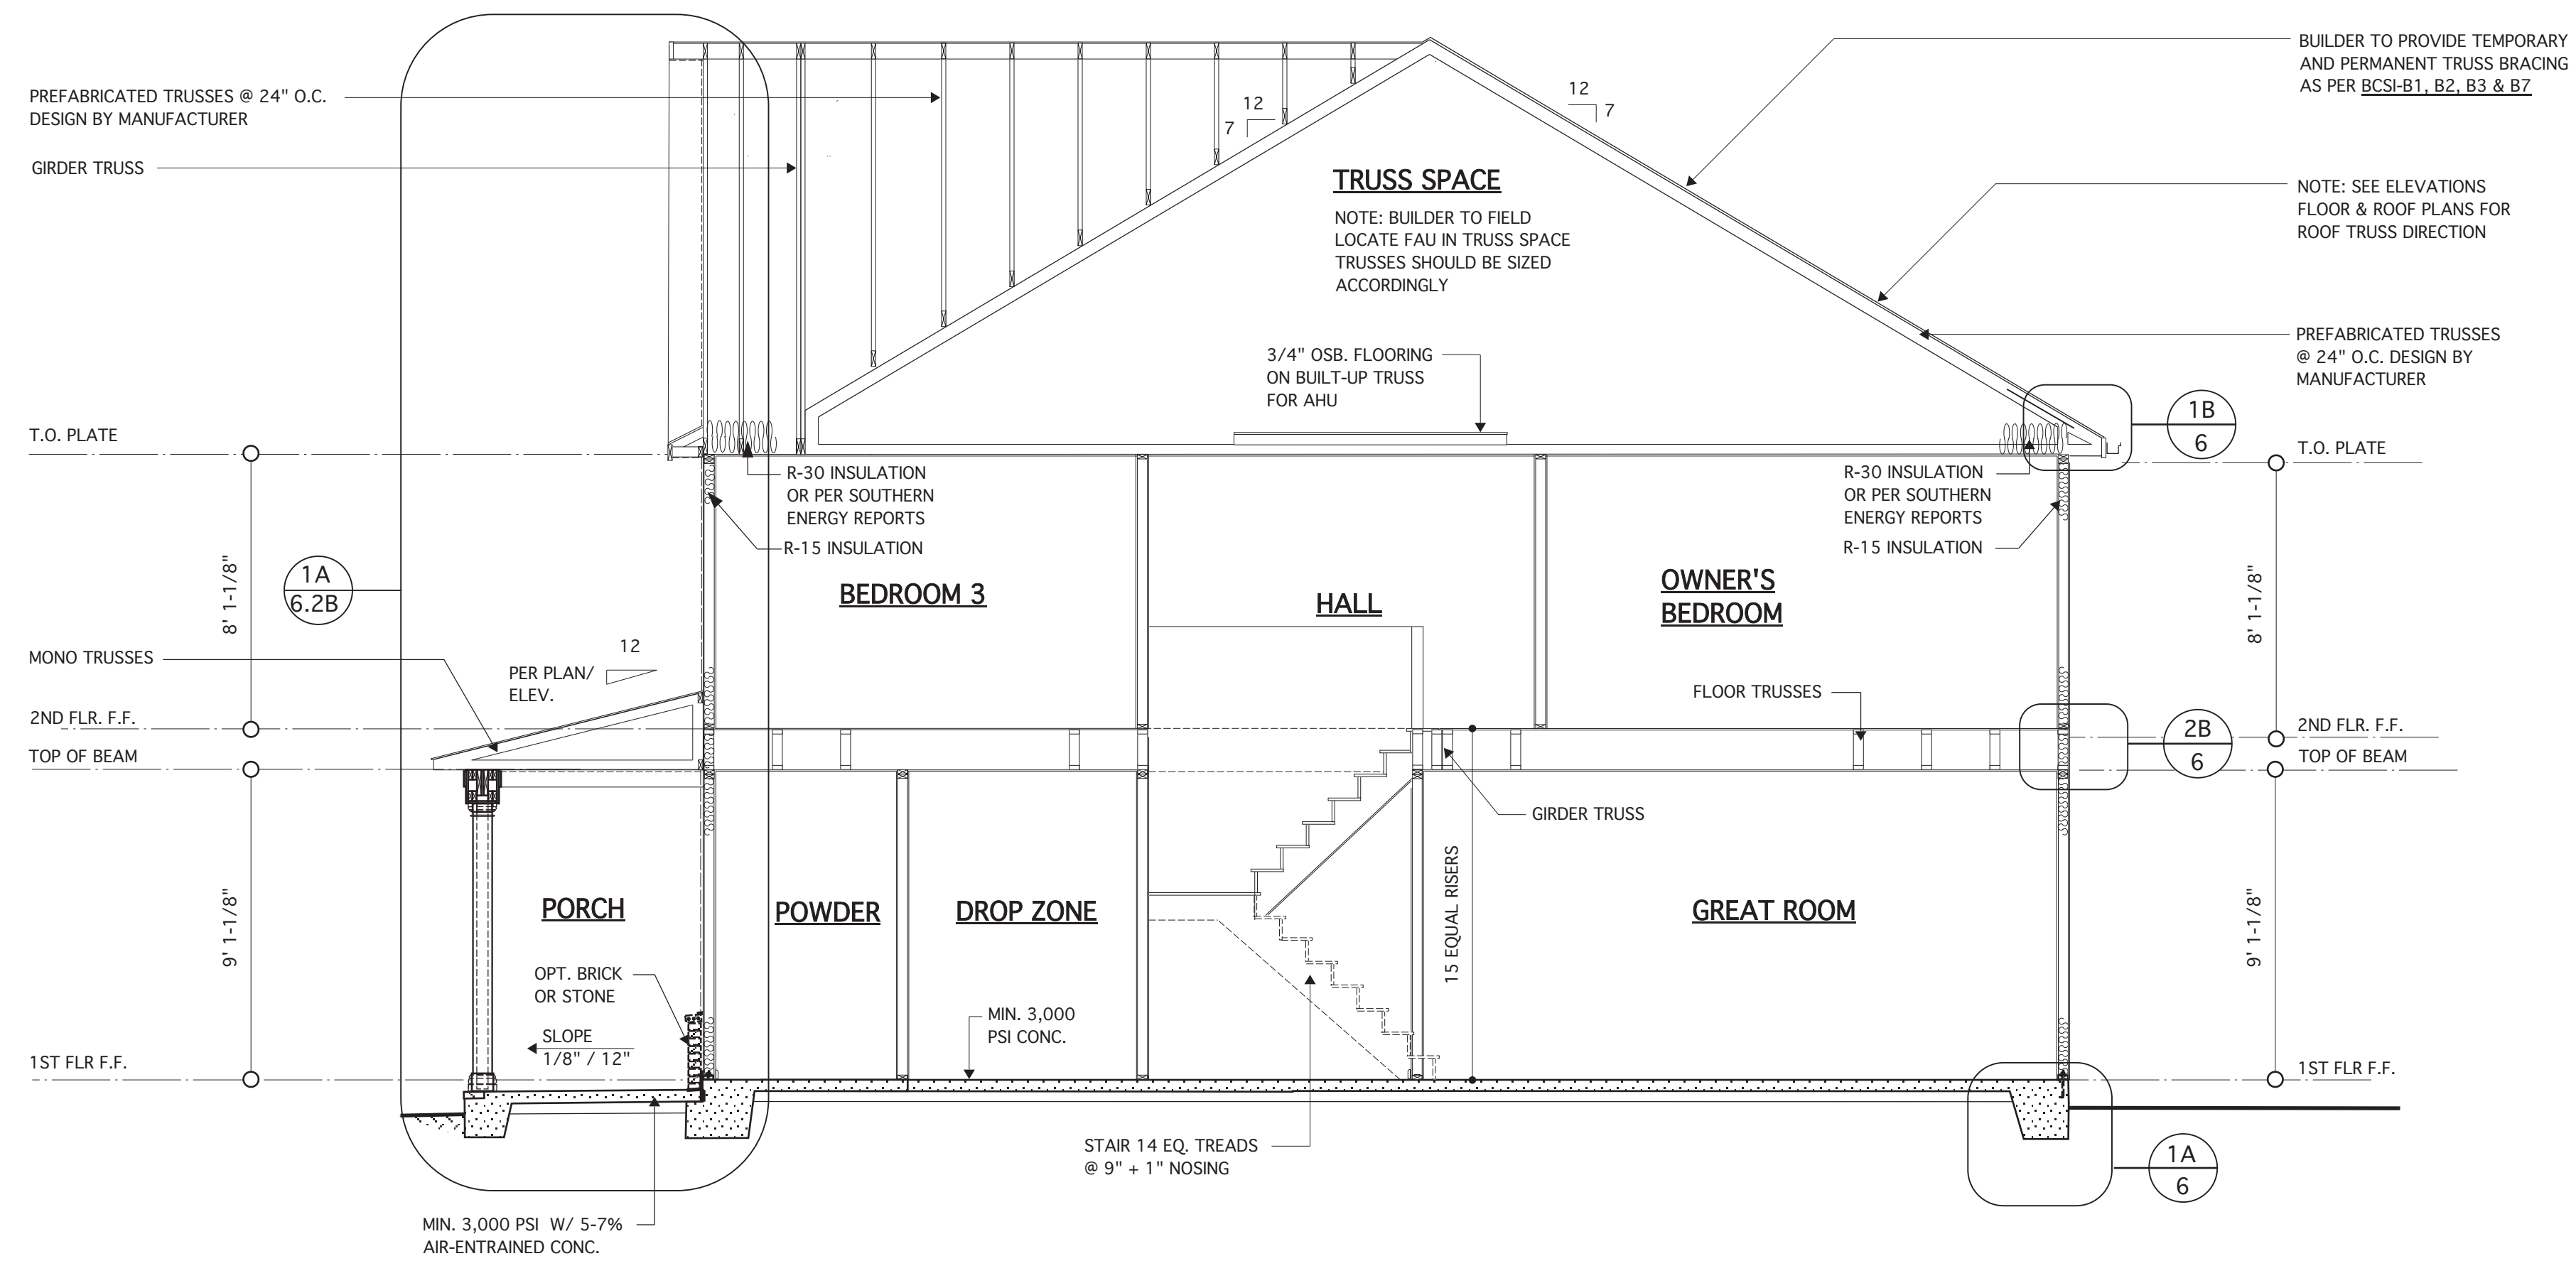 BUILDER TO PROVIDE TEMPORARY
AND PERMANENT TRUSS BRACING
AS PER BCSI-B1, B2, B3 & B7
PREFABRICATED TRUSSES @ 24" O.C.
DESIGN BY MANUFACTURER
12
7
12
7
GIRDER TRUSS
TRUSS SPACE
NOTE: BUILDER TO FIELD
LOCATE FAU IN TRUSS SPACE
TRUSSES SHOULD BE SIZED
ACCORDINGLY
NOTE: SEE ELEVATIONS
FLOOR & ROOF PLANS FOR
ROOF TRUSS DIRECTION
3/4" OSB. FLOORING
ON BUILT-UP TRUSS
FOR AHU
PREFABRICATED TRUSSES
@ 24" O.C. DESIGN BY
MANUFACTURER
1B
6
T.O. PLATE
T.O. PLATE
R-30 INSULATION
OR PER SOUTHERN
ENERGY REPORTS
R-15 INSULATION
R-30 INSULATION
OR PER SOUTHERN
ENERGY REPORTS
R-15 INSULATION
8' 1-1/8"
1A
6.2B
BEDROOM 3
HALL
OWNER'S
BEDROOM
8' 1-1/8"
MONO TRUSSES
12
PER PLAN/
ELEV.
FLOOR TRUSSES
2ND FLR. F.F.
TOP OF BEAM
2B
6
2ND FLR. F.F.
TOP OF BEAM
GIRDER TRUSS
9' 1-1/8"
PORCH
POWDER
DROP ZONE
15 EQUAL RISERS
GREAT ROOM
9' 1-1/8"
OPT. BRICK
OR STONE
SLOPE
1/8" / 12"
MIN. 3,000
PSI CONC.
1ST FLR F.F.
1ST FLR F.F.
STAIR 14 EQ. TREADS
@ 9" + 1" NOSING
1A
6
MIN. 3,000 PSI W/ 5-7%
AIR-ENTRAINED CONC.